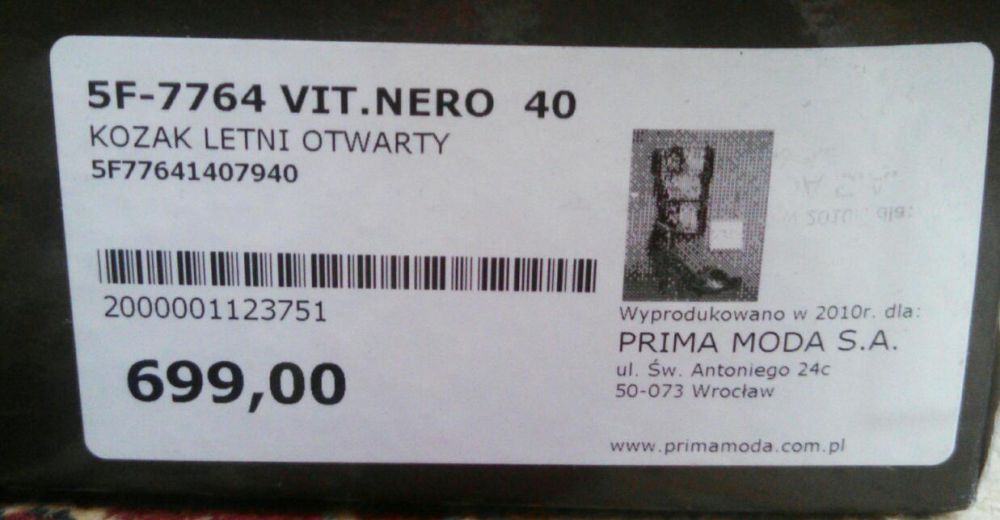 5F-7764 VIT.NERO 40
KOZAK LETNI OTWARTY
5F77641407940
2000001123751
699,00
Wyprodukowano w 2010r. dla:
PRIMA MODA S.A.
ul. Św. Antoniego 24c
50-073 Wrocław
www.primamoda.com.pl